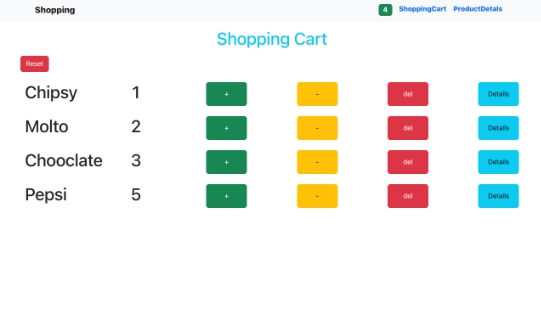 Shopping 4 ShoppingCart ProductDetals
Shopping Cart
Reset
Chipsy 1 + - del Details
Molto 2 + - del Details
Chooclate 3 + - del Details
Pepsi 5 + - del Details